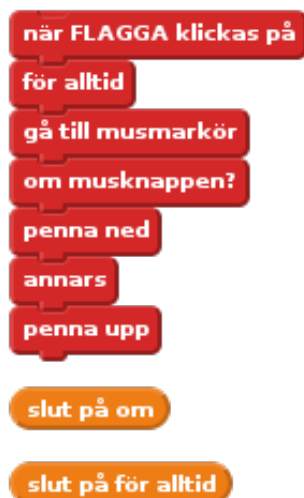 när FLAGGA klickas på
för alltid
gå till musmarkör
om musknappen?
penna ned
annars
penna upp
slut på om
slut på för alltid